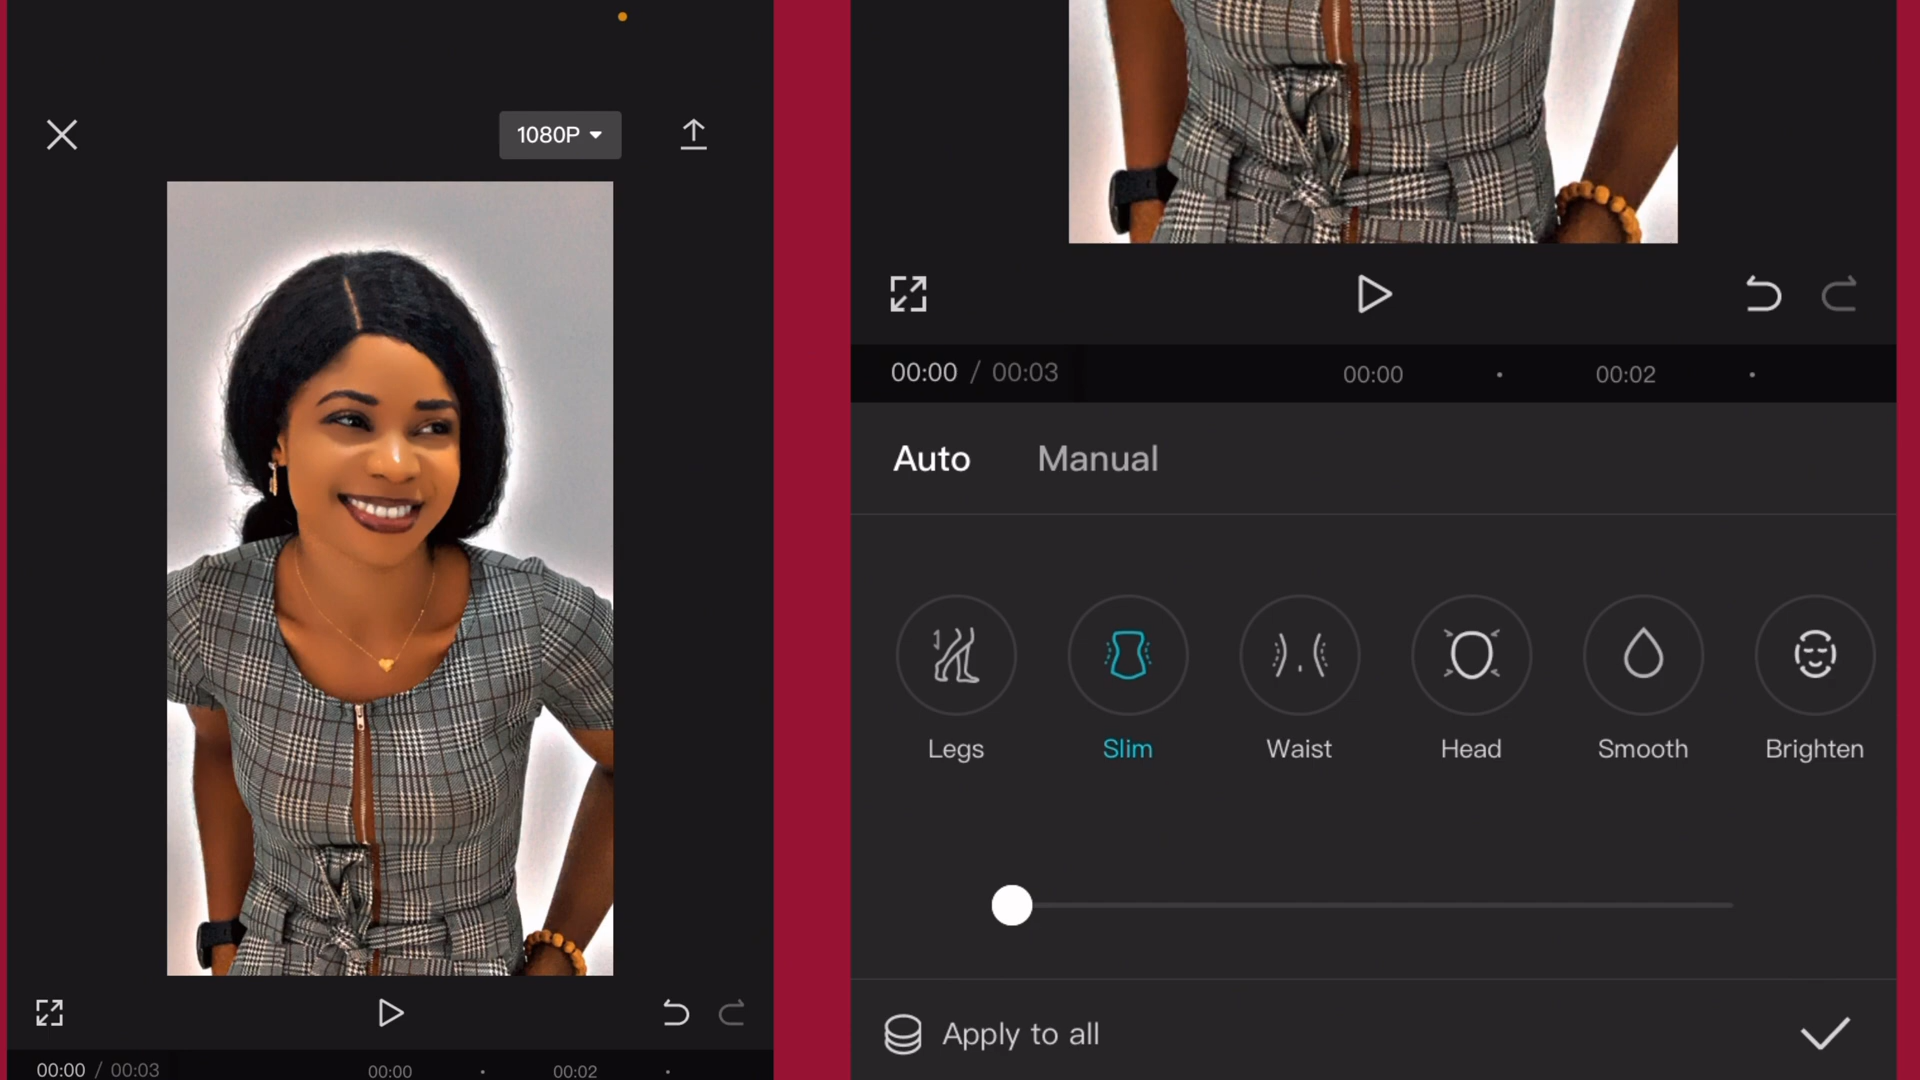 1080P
00:00 / 00:03
00:00
00:02
00:00 / 00:03
00:00
00:02
Auto
Manual
Legs
Slim
Waist
Head
Smooth
Brighten
Apply to all